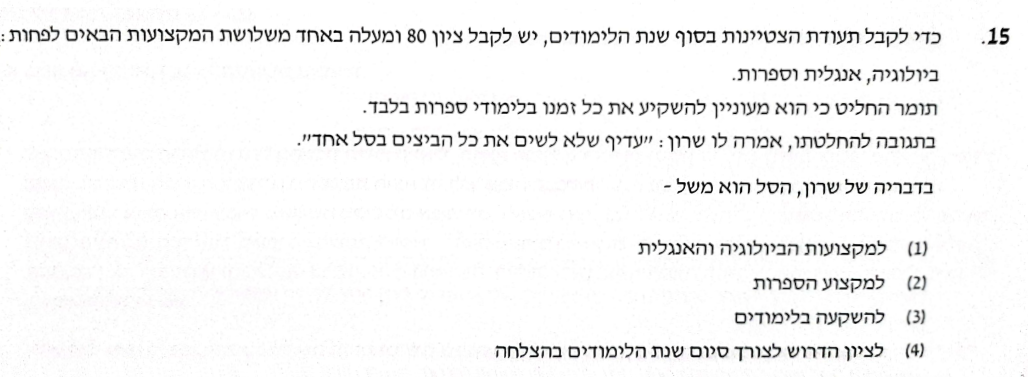 15. כדי לקבל תעודת הצטיינות בסוף שנת הלימודים, יש לקבל ציון 80 ומעלה באחד משלושת המקצועות הבאים לפחות:
ביולוגיה, אנגלית וספרות.
תומר החליט כי הוא מעוניין להשקיע את כל זמנו בלימודי ספרות בלבד.
בתגובה להחלטתו, אמרה לו שרון: "עדיף שלא לשים את כל הביצים בסל אחד".
בדבריה של שרון, הסל הוא משל -
(1) למקצועות הביולוגיה והאנגלית
(2) למקצוע הספרות
(3) להשקעה בלימודים
(4) לציון הדרוש לצורך סיום שנת הלימודים בהצלחה